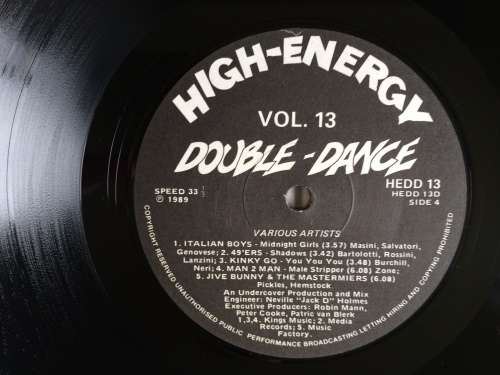 HIGH-ENERGY
VOL. 13
DOUBLE-DANCE
HEDD 13
HEDD 13D
SIDE 4
SPEED 33 1/3
℗ 1989
VARIOUS ARTISTS
1. ITALIAN BOYS - Midnight Girls (3.57) Masini, Salvatori,
Genovese; 2. 49'ERS - Shadows (3.42) Bartolotti, Rossini,
Lanzini; 3. KINKY GO - You You You (3.48) Burchill,
Neri; 4. MAN 2 MAN - Male Stripper (6.08) Zone;
5. JIVE BUNNY & THE MASTERMIERS (6.08)
Pickles, Hemstock.
An Undercover Production and Mix
Engineer: Neville "Jack D" Holmes
Executive Producers: Robin Mann,
Peter Cooke, Patric van Blerk
1,3,4. Kings Music; 2. Media
Records; 5. Music
Factory.
COPYRIGHT RESERVED UNAUTHORISED PUBLIC PERFORMANCE BROADCASTING LETTING HIRING AND COPYING PROHIBITED